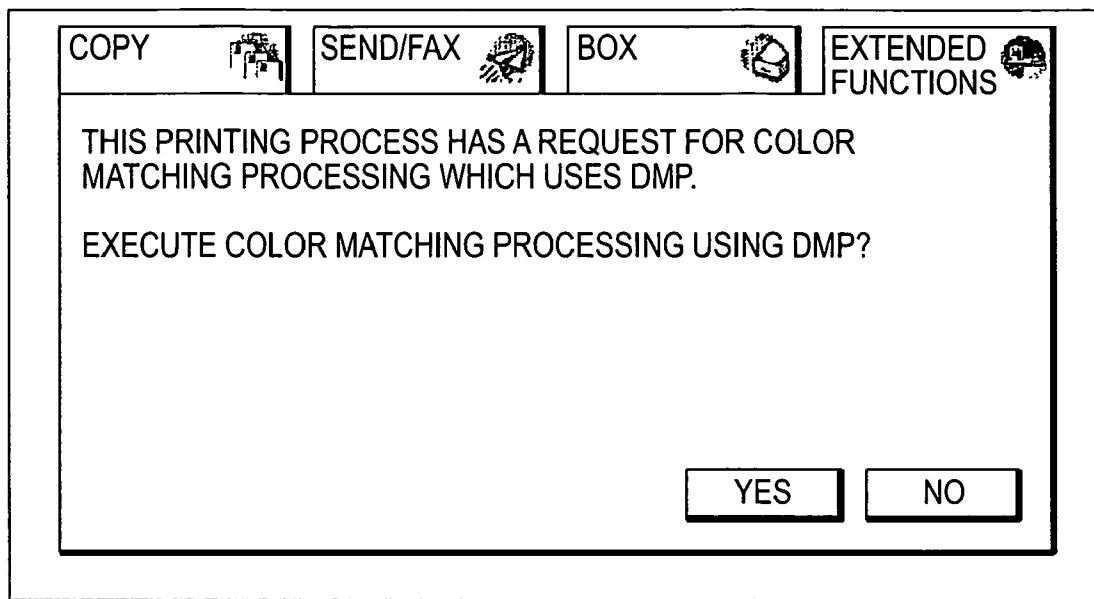 COPY
SEND/FAX
BOX
EXTENDED
FUNCTIONS
THIS PRINTING PROCESS HAS A REQUEST FOR COLOR
MATCHING PROCESSING WHICH USES DMP.
EXECUTE COLOR MATCHING PROCESSING USING DMP?
YES
NO